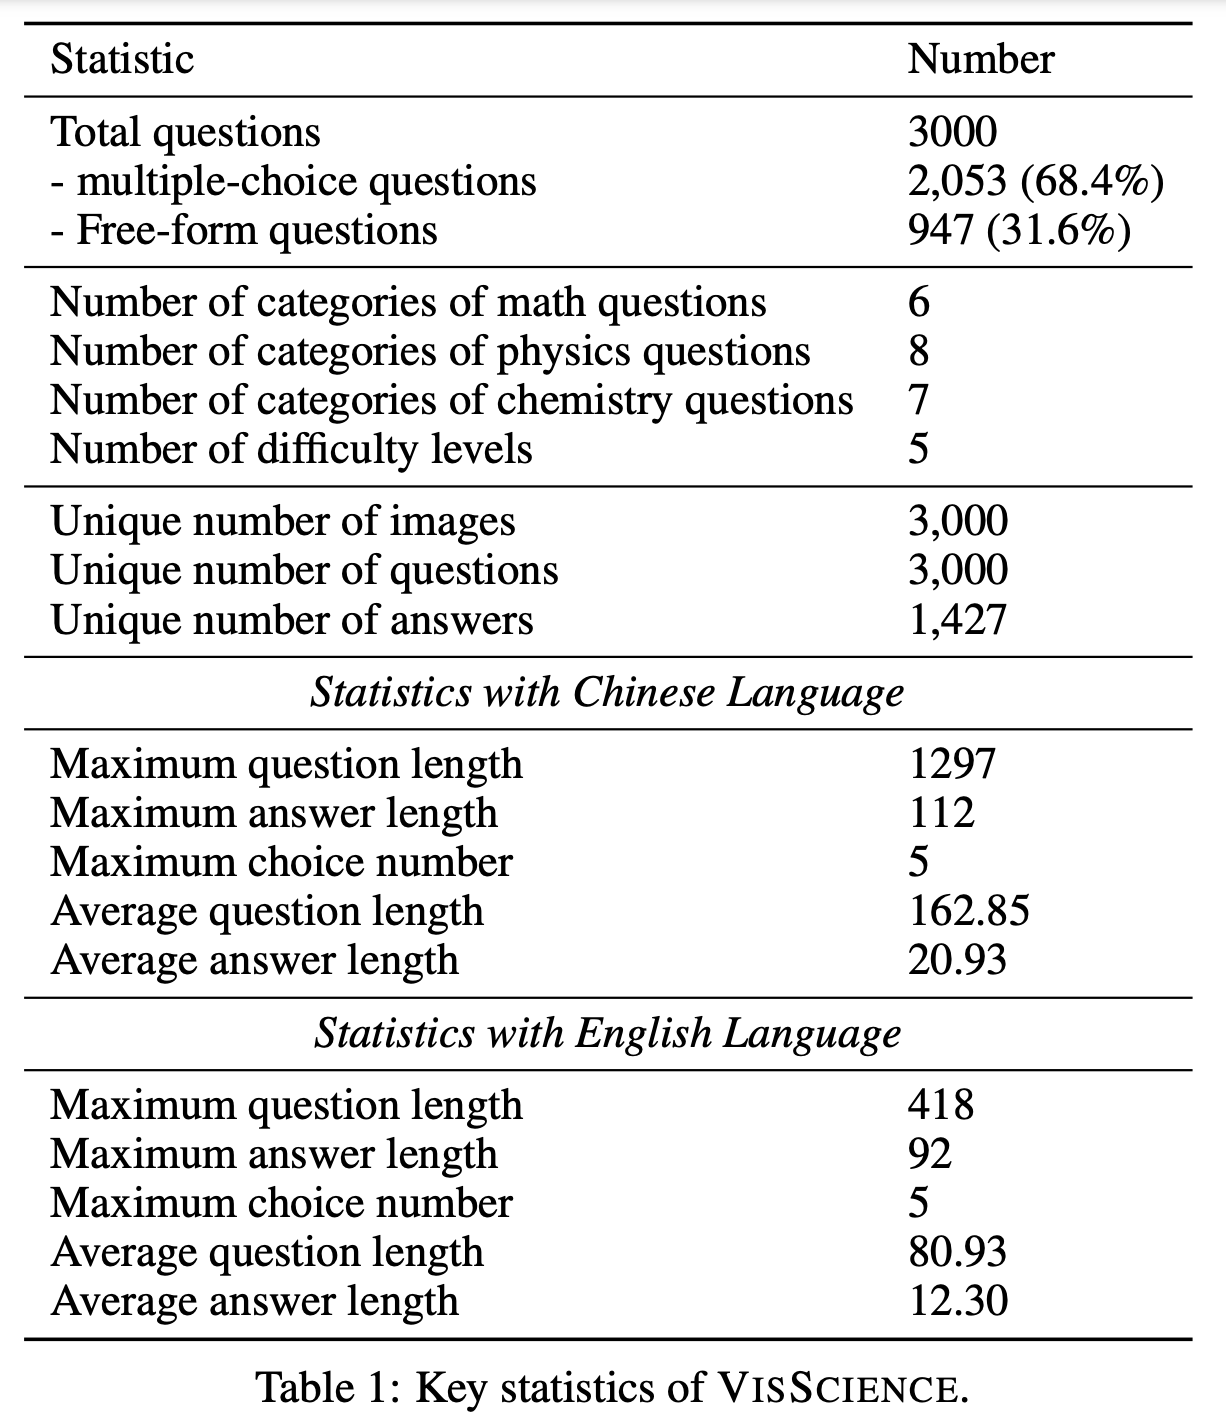 Statistic Number
Total questions 3000
- multiple-choice questions 2,053 (68.4%)
- Free-form questions 947 (31.6%)
Number of categories of math questions 6
Number of categories of physics questions 8
Number of categories of chemistry questions 7
Number of difficulty levels 5
Unique number of images 3,000
Unique number of questions 3,000
Unique number of answers 1,427
Statistics with Chinese Language
Maximum question length 1297
Maximum answer length 112
Maximum choice number 5
Average question length 162.85
Average answer length 20.93
Statistics with English Language
Maximum question length 418
Maximum answer length 92
Maximum choice number 5
Average question length 80.93
Average answer length 12.30
Table 1: Key statistics of VISSCIENCE.